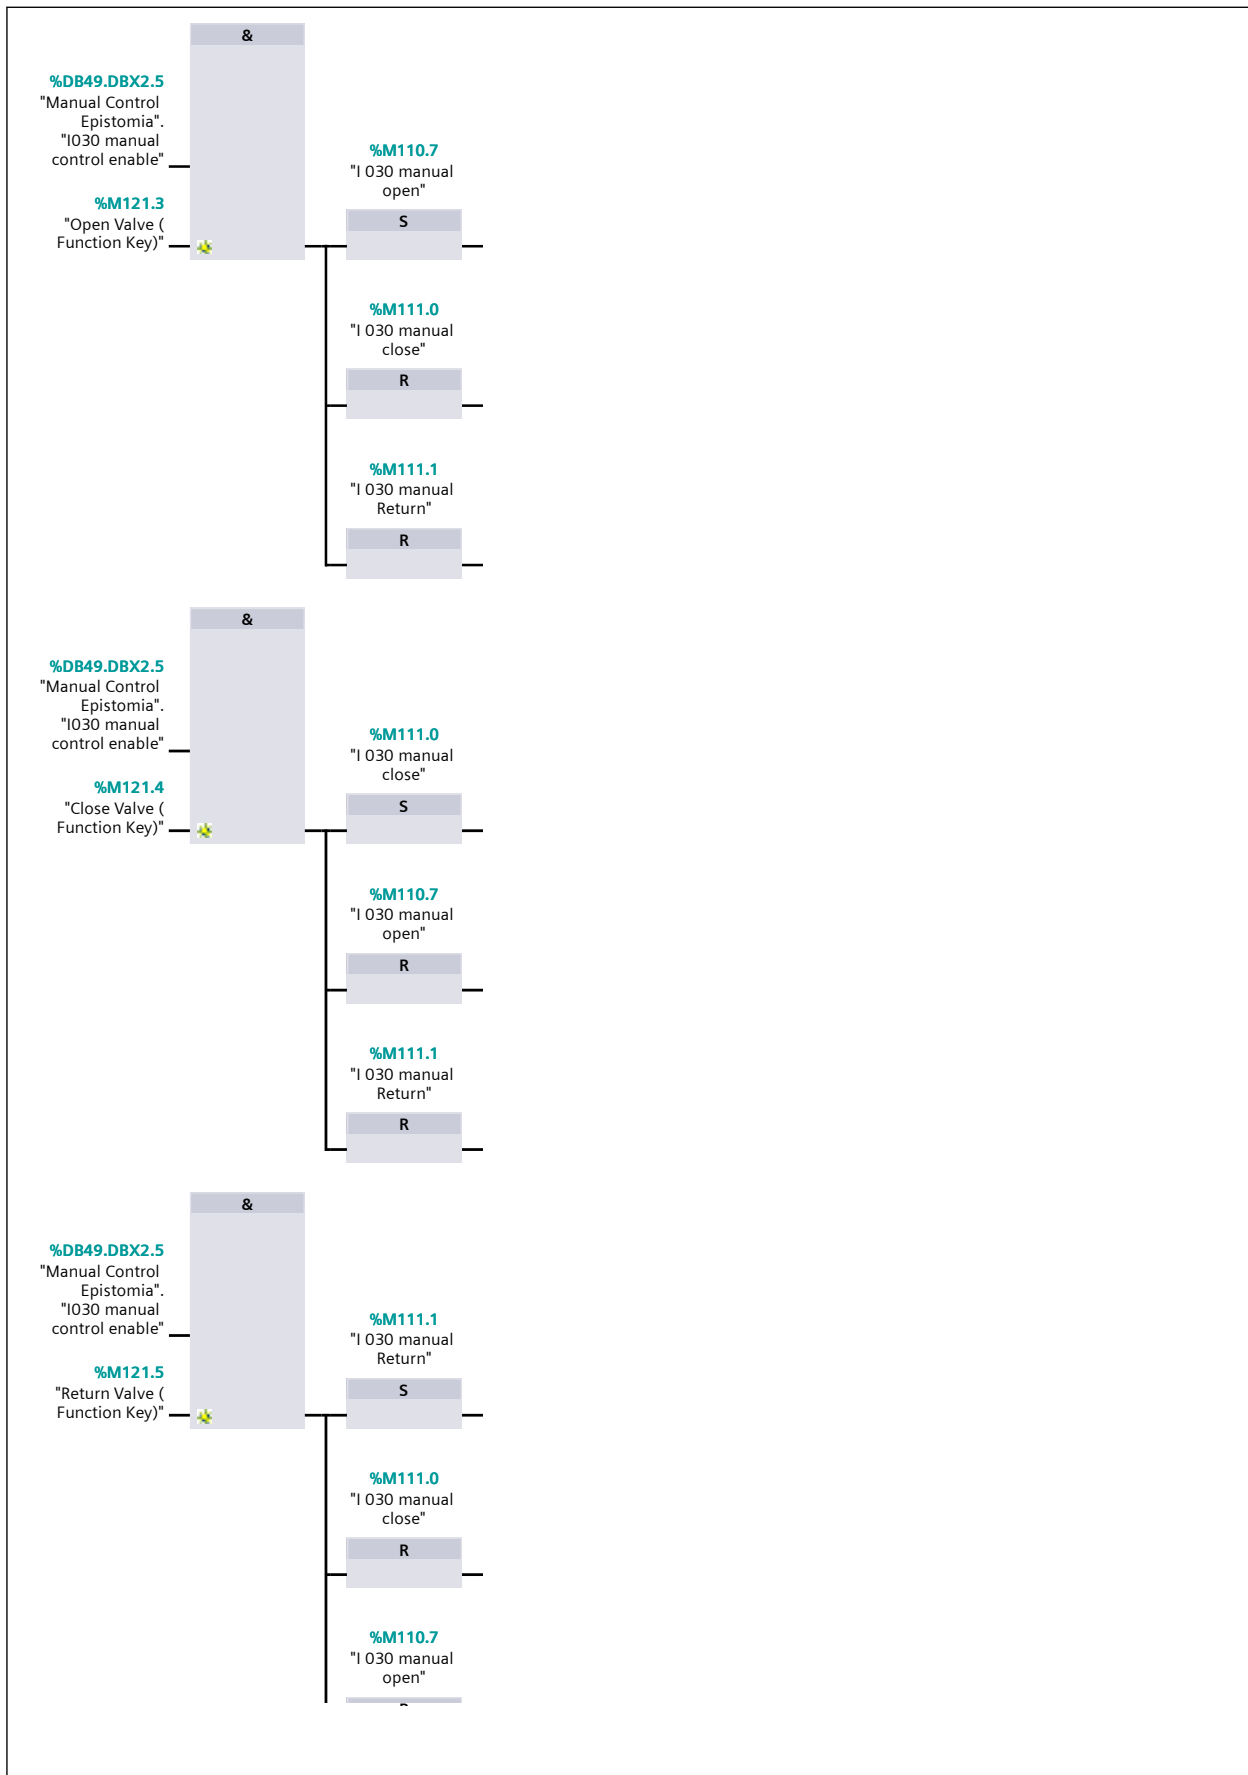 &
%DB49.DBX2.5
"Manual Control
Epistomia".
"I030 manual
control enable"
%M121.3
"Open Valve (
Function Key)"
%M110.7
"I 030 manual
open"
S
%M111.0
"I 030 manual
close"
R
%M111.1
"I 030 manual
Return"
R
&
%DB49.DBX2.5
"Manual Control
Epistomia".
"I030 manual
control enable"
%M121.4
"Close Valve (
Function Key)"
%M111.0
"I 030 manual
close"
S
%M110.7
"I 030 manual
open"
R
%M111.1
"I 030 manual
Return"
R
&
%DB49.DBX2.5
"Manual Control
Epistomia".
"I030 manual
control enable"
%M121.5
"Return Valve (
Function Key)"
%M111.1
"I 030 manual
Return"
S
%M111.0
"I 030 manual
close"
R
%M110.7
"I 030 manual
open"